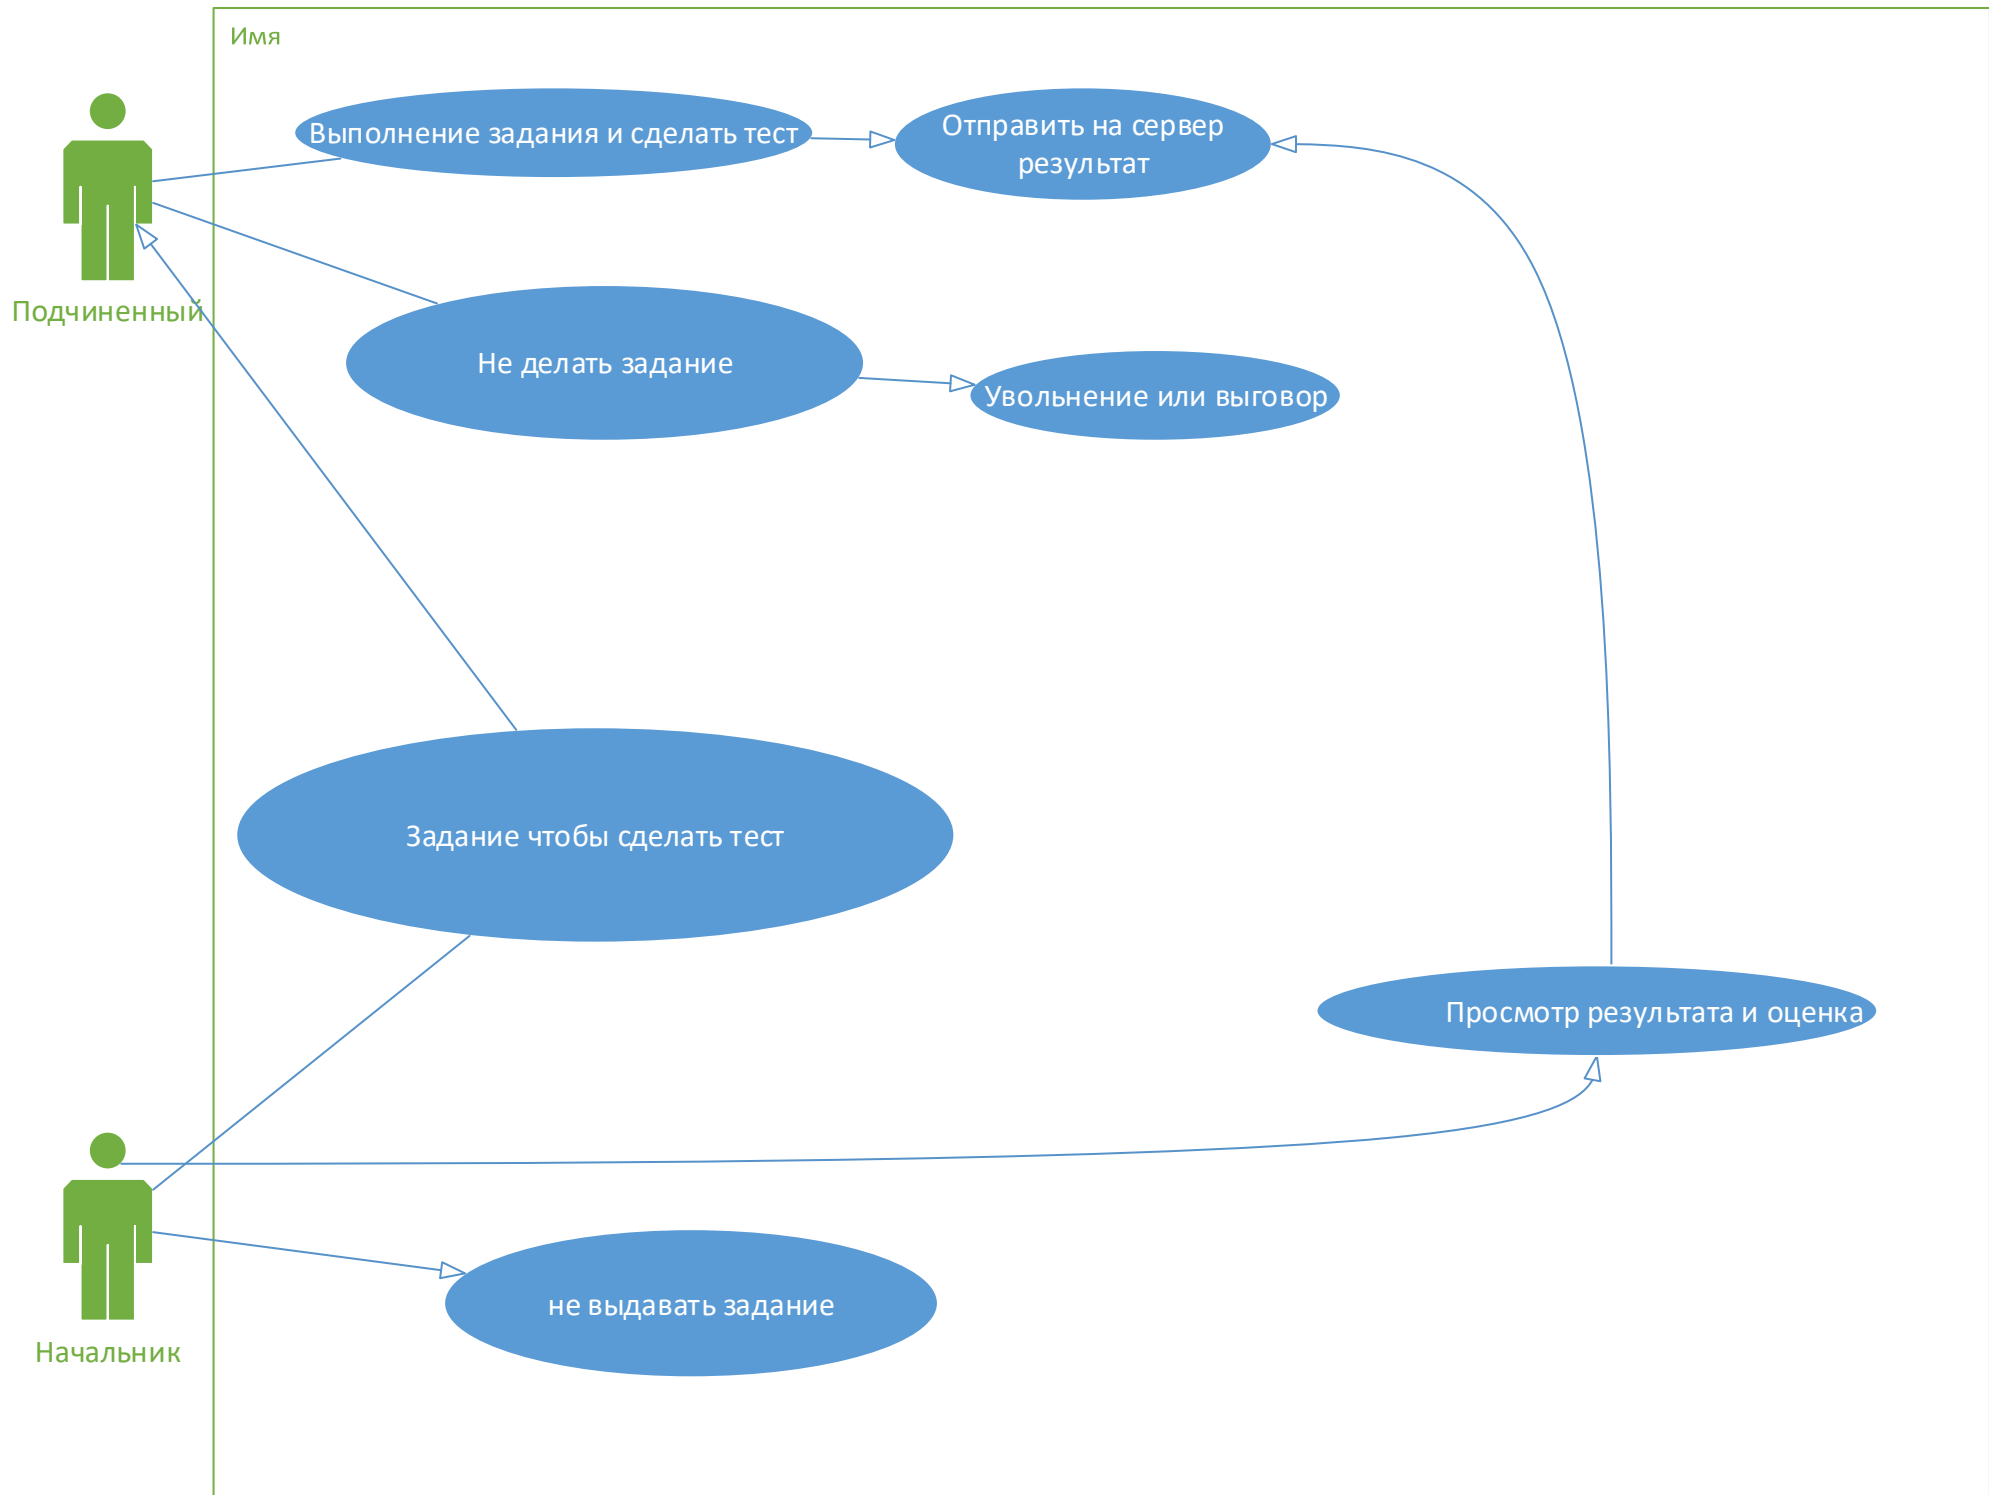 Имя
Выполнение задания и сделать тест
Отправить на сервер
результат
Подчиненный
Не делать задание
Увольнение или выговор
Задание чтобы сделать тест
Просмотр результата и оценка
не выдавать задание
Начальник